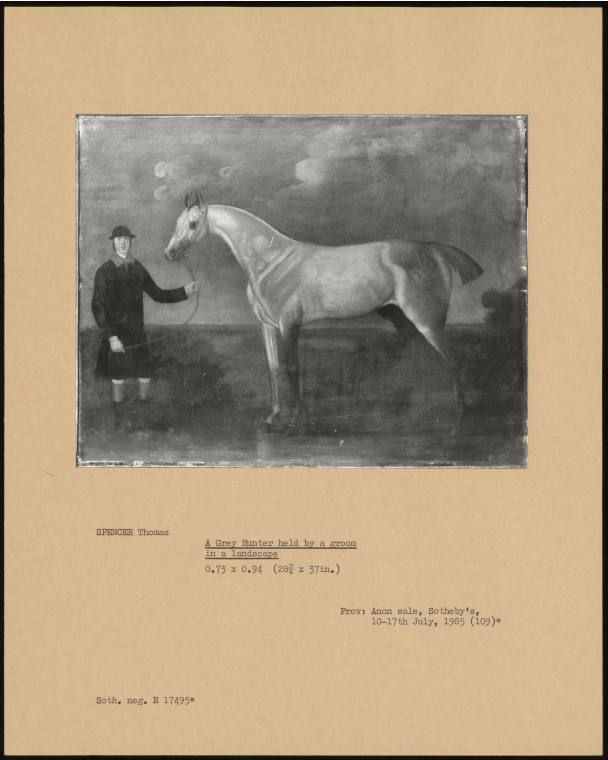 SPENCER Thomas
A Grey Hunter held by a groom
in a landscape
0.73 x 0.94 (28¾ x 37in.)
Prov: Anon sale, Sotheby's,
10-17th July, 1985 (109)*
Soth. neg. E 17495*